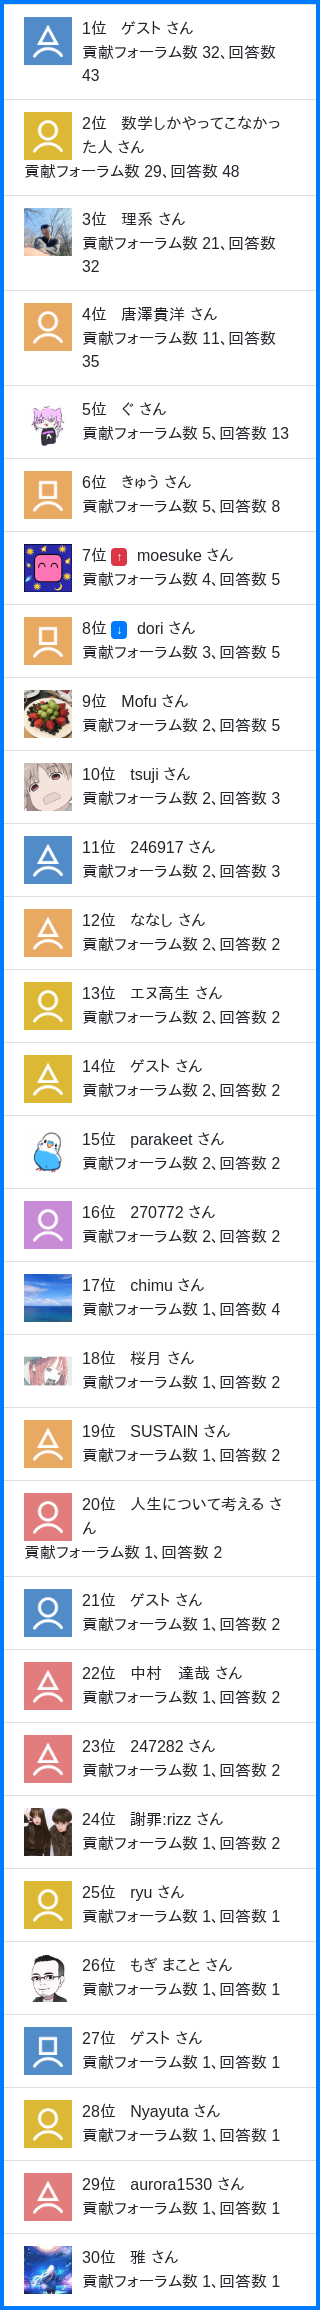 1位　ゲスト さん
貢献フォーラム数 32、回答数
43
2位　数学しかやってこなかっ
た人 さん
貢献フォーラム数 29、回答数 48
3位　理系 さん
貢献フォーラム数 21、回答数
32
4位　唐澤貴洋 さん
貢献フォーラム数 11、回答数
35
5位　ぐ さん
貢献フォーラム数 5、回答数 13
6位　きゅう さん
貢献フォーラム数 5、回答数 8
7位 ↑ moesuke さん
貢献フォーラム数 4、回答数 5
8位 ↓ dori さん
貢献フォーラム数 3、回答数 5
9位　Mofu さん
貢献フォーラム数 2、回答数 5
10位　tsuji さん
貢献フォーラム数 2、回答数 3
11位　246917 さん
貢献フォーラム数 2、回答数 3
12位　ななし さん
貢献フォーラム数 2、回答数 2
13位　エヌ高生 さん
貢献フォーラム数 2、回答数 2
14位　ゲスト さん
貢献フォーラム数 2、回答数 2
15位　parakeet さん
貢献フォーラム数 2、回答数 2
16位　270772 さん
貢献フォーラム数 2、回答数 2
17位　chimu さん
貢献フォーラム数 1、回答数 4
18位　桜月 さん
貢献フォーラム数 1、回答数 2
19位　SUSTAIN さん
貢献フォーラム数 1、回答数 2
20位　人生について考える さ
ん
貢献フォーラム数 1、回答数 2
21位　ゲスト さん
貢献フォーラム数 1、回答数 2
22位　中村　達哉 さん
貢献フォーラム数 1、回答数 2
23位　247282 さん
貢献フォーラム数 1、回答数 2
24位　謝罪:rizz さん
貢献フォーラム数 1、回答数 2
25位　ryu さん
貢献フォーラム数 1、回答数 1
26位　もぎ まこと さん
貢献フォーラム数 1、回答数 1
27位　ゲスト さん
貢献フォーラム数 1、回答数 1
28位　Nyayuta さん
貢献フォーラム数 1、回答数 1
29位　aurora1530 さん
貢献フォーラム数 1、回答数 1
30位　雅 さん
貢献フォーラム数 1、回答数 1